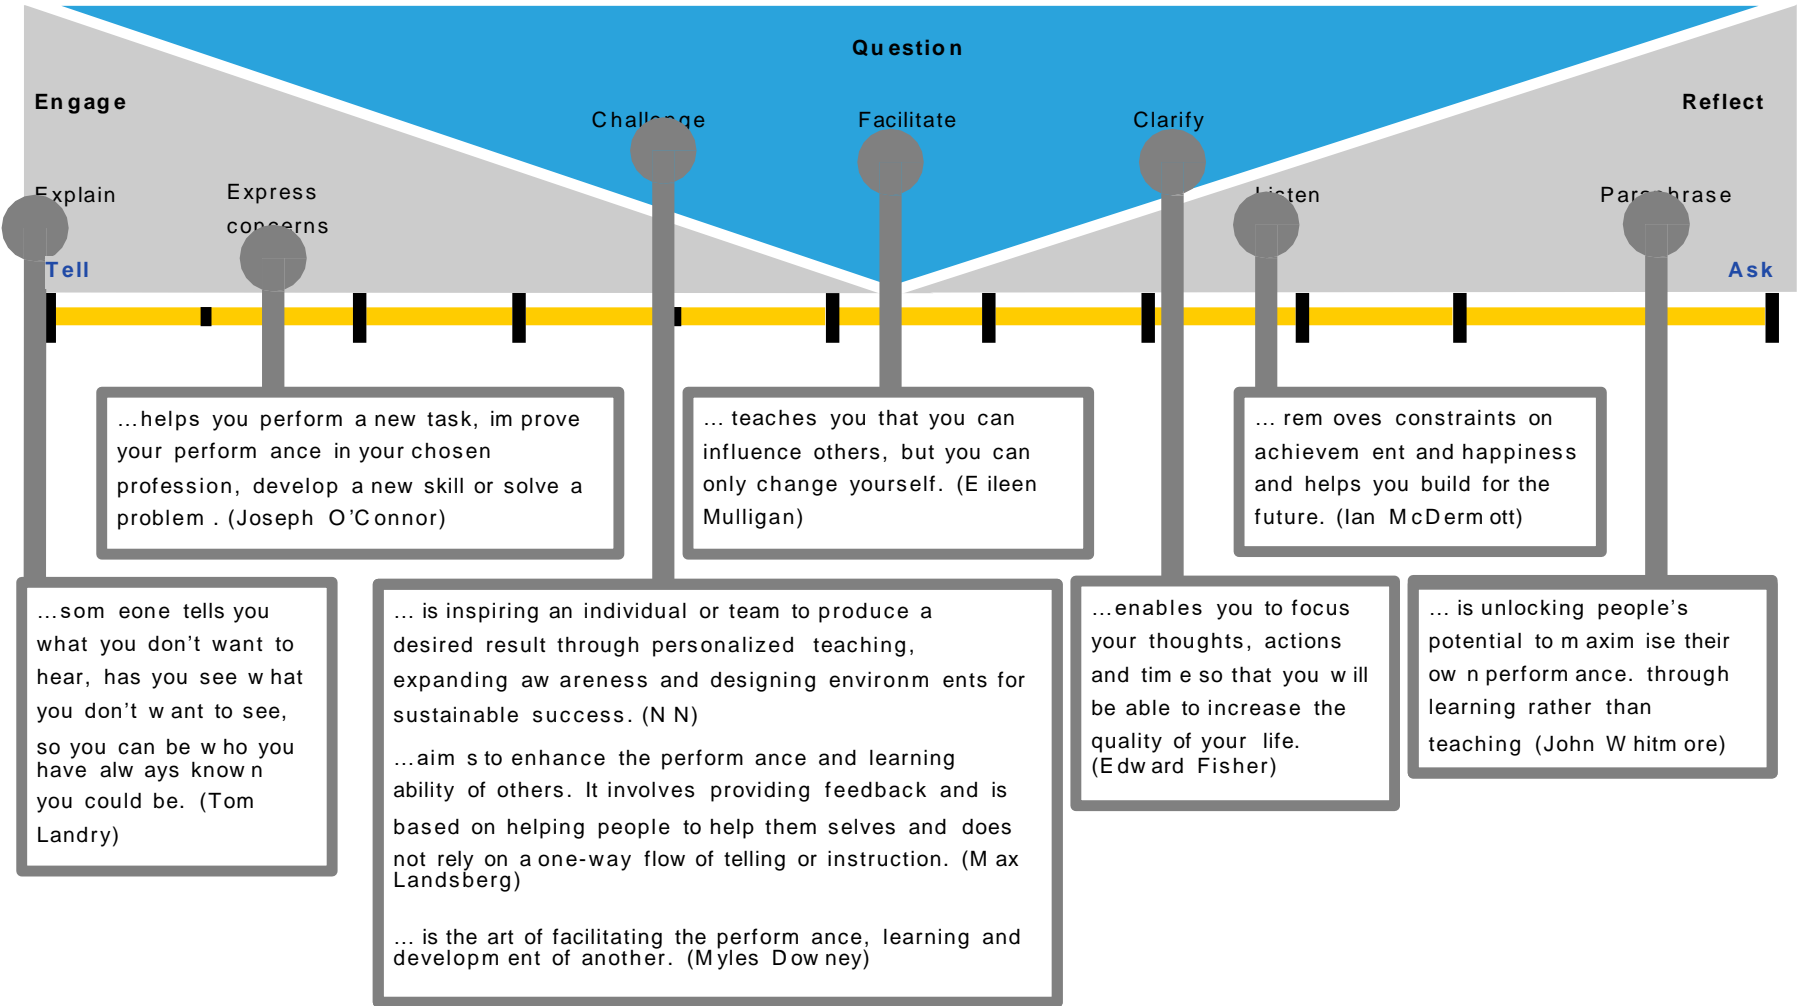 Question
Engage
Reflect
Challenge
Facilitate
Clarify
Explain
Express
concerns
Listen
Paraphrase
Tell
Ask
...helps you perform a new task, improve
your performance in your chosen
profession, develop a new skill or solve a
problem. (Joseph O’Connor)
... teaches you that you can
influence others, but you can
only change yourself. (Eileen
Mulligan)
... removes constraints on
achievement and happiness
and helps you build for the
future. (Ian McDermott)
...someone tells you
what you don’t want to
hear, has you see what
you don’t want to see,
so you can be who you
have always known
you could be. (Tom
Landry)
... is inspiring an individual or team to produce a
desired result through personalized teaching,
expanding awareness and designing environments for
sustainable success. (NN)
...aims to enhance the performance and learning
ability of others. It involves providing feedback and is
based on helping people to help themselves and does
not rely on a one-way flow of telling or instruction. (Max
Landsberg)
... is the art of facilitating the performance, learning and
development of another. (Myles Downey)
...enables you to focus
your thoughts, actions
and time so that you will
be able to increase the
quality of your life.
(Edward Fisher)
... is unlocking people’s
potential to maximise their
own performance. through
learning rather than
teaching (John Whitmore)